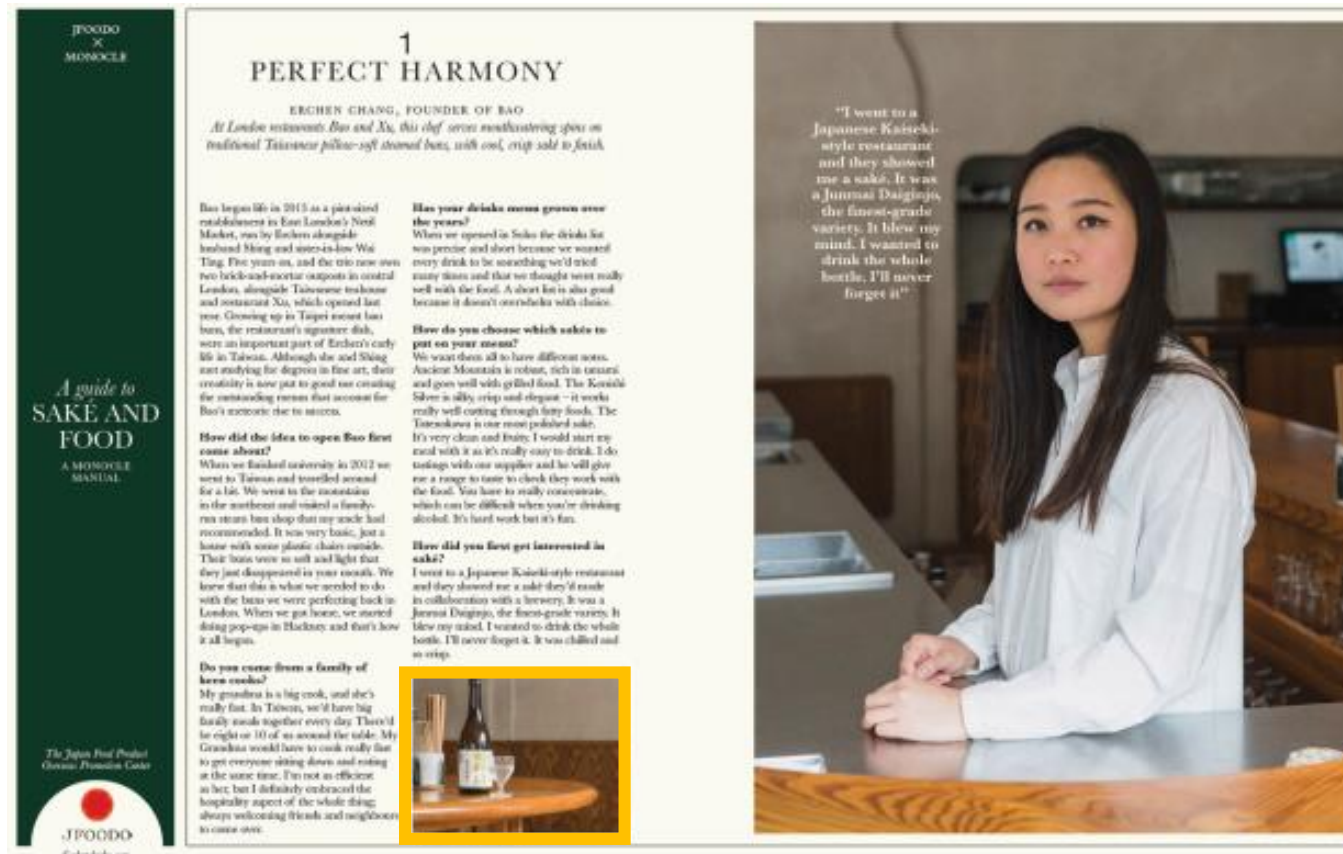 JFOODO
×
MONOCLE
A guide to
SAKÉ AND
FOOD
A MONOCLE
MANUAL
The Japan Food Product
Overseas Promotion Center
JFOODO
1
PERFECT HARMONY
ERCHEN CHANG, FOUNDER OF BAO
At London restaurants Bao and Xu, this chef serves mouthwatering spins on
traditional Taiwanese pillow-soft steamed buns, with cool, crisp saké to finish.
Bao began life in 2013 as a pint-sized
establishment in East London's Netil
Market, run by Erchen alongside
husband Shing and sister-in-law Wai
Ting. Five years on, and the trio now own
two brick-and-mortar outposts in central
London, alongside Taiwanese teahouse
and restaurant Xu, which opened last
year. Growing up in Taipei meant bao
buns, the restaurant's signature dish,
were an important part of Erchen's early
life in Taiwan. Although she and Shing
met studying for degrees in fine art, their
creativity is now put to good use creating
the outstanding menus that account for
Bao's meteoric rise to success.
How did the idea to open Bao first
come about?
When we finished university in 2012 we
went to Taiwan and travelled around
for a bit. We went to the mountains
in the northeast and visited a family-
run steam bun shop that my uncle had
recommended. It was very basic, just a
house with some plastic chairs outside.
Their buns were so soft and light that
they just disappeared in your mouth. We
knew that this is what we needed to do
with the buns we were perfecting back in
London. When we got home, we started
doing pop-ups in Hackney and that's how
it all began.
Do you come from a family of
keen cooks?
My grandma is a big cook, and she's
really fast. In Taiwan, we'd have big
family meals together every day. There'd
be eight or 10 of us around the table. My
Grandma would have to cook really fast
to get everyone sitting down and eating
at the same time. I'm not as efficient
as her, but I definitely embraced the
hospitality aspect of the whole thing;
always welcoming friends and neighbours
to come over.
Has your drinks menu grown over
the years?
When we opened in Soho the drinks list
was precise and short because we wanted
every drink to be something we'd tried
many times and that we thought went really
well with the food. A short list is also good
because it doesn't overwhelm with choice.
How do you choose which sakés to
put on your menu?
We want them all to have different notes.
Ancient Mountain is robust, rich in umami
and goes well with grilled food. The Konishi
Silver is silky, crisp and elegant – it works
really well cutting through fatty foods. The
Tatenokawa is our most polished saké.
It's very clean and fruity. I would start my
meal with it as it's really easy to drink. I do
tastings with our supplier and he will give
me a range to taste to check they work with
the food. You have to really concentrate,
which can be difficult when you're drinking
alcohol. It's hard work but it's fun.
How did you first get interested in
saké?
I went to a Japanese Kaiseki-style restaurant
and they showed me a saké they'd made
in collaboration with a brewery. It was a
Junmai Daiginjo, the finest-grade variety. It
blew my mind. I wanted to drink the whole
bottle. I'll never forget it. It was chilled and
so crisp.
"I went to a
Japanese Kaiseki-
style restaurant
and they showed
me a saké. It was
a Junmai Daiginjo,
the finest-grade
variety. It blew my
mind. I wanted to
drink the whole
bottle. I'll never
forget it"